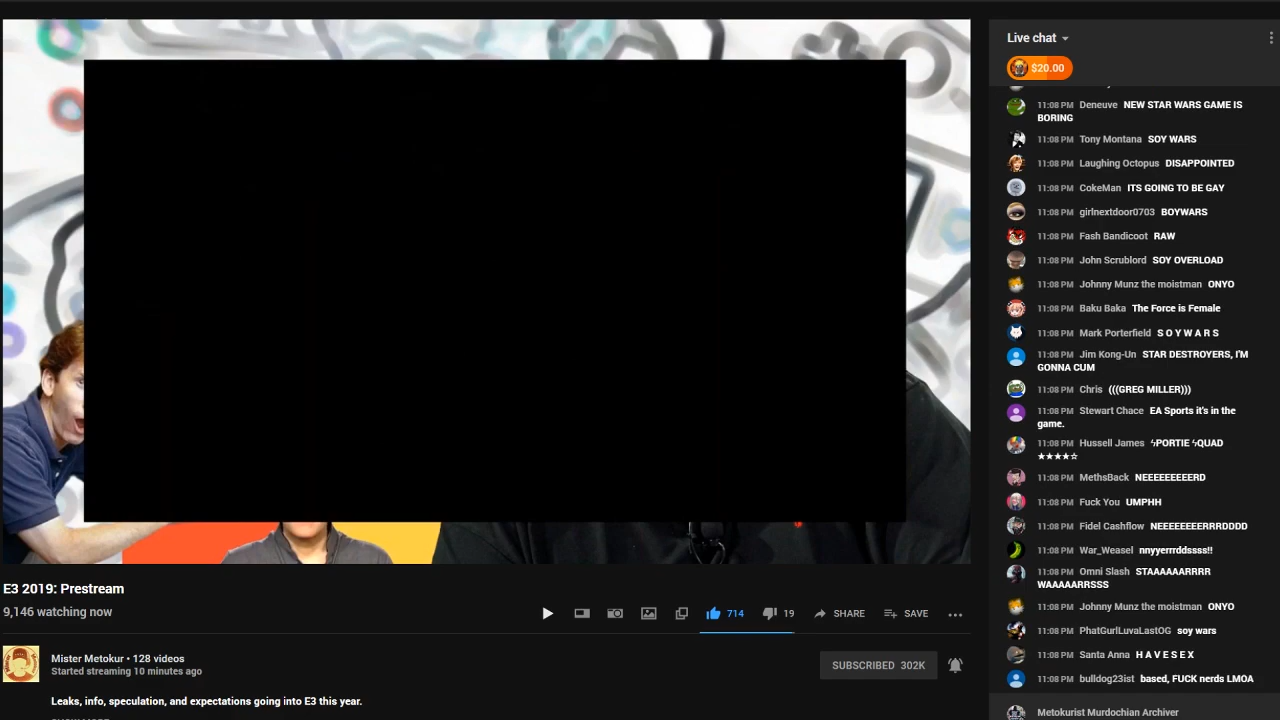 Live chat
$20.00
11:08 PM Deneuve NEW STAR WARS GAME IS
BORING
11:08 PM Tony Montana SOY WARS
11:08 PM Laughing Octopus DISAPPOINTED
11:08 PM CokeMan ITS GOING TO BE GAY
11:08 PM girlnextdoor0703 BOYWARS
11:08 PM Fash Bandicoot RAW
11:08 PM John Scrublord SOY OVERLOAD
11:08 PM Johnny Munz the moistman ONYO
11:08 PM Baku Baka The Force is Female
11:08 PM Mark Porterfield S O Y W A R S
11:08 PM Jim Kong-Un STAR DESTROYERS, I'M
GONNA CUM
11:08 PM Chris (((GREG MILLER)))
11:08 PM Stewart Chace EA Sports it's in the
game.
11:08 PM Hussell James ϟPORTIE ϟQUAD
★★★★☆
11:08 PM MethsBack NEEEEEEEEERD
11:08 PM Fuck You UMPHH
11:08 PM Fidel Cashflow NEEEEEEERRRDDDD
11:08 PM War_Weasel nnyyerrrddssss!!
11:08 PM Omni Slash STAAAAAARRRR
WAAAAARRSSS
11:08 PM Johnny Munz the moistman ONYO
11:08 PM PhatGurlLuvaLastOG soy wars
11:08 PM Santa Anna H A V E S E X
11:08 PM bulldog23ist based, FUCK nerds LMOA
Metokurist Murdochian Archiver
E3 2019: Prestream
9,146 watching now
714
19
SHARE
SAVE
Mister Metokur • 128 videos
Started streaming 10 minutes ago
SUBSCRIBED 302K
Leaks, info, speculation, and expectations going into E3 this year.